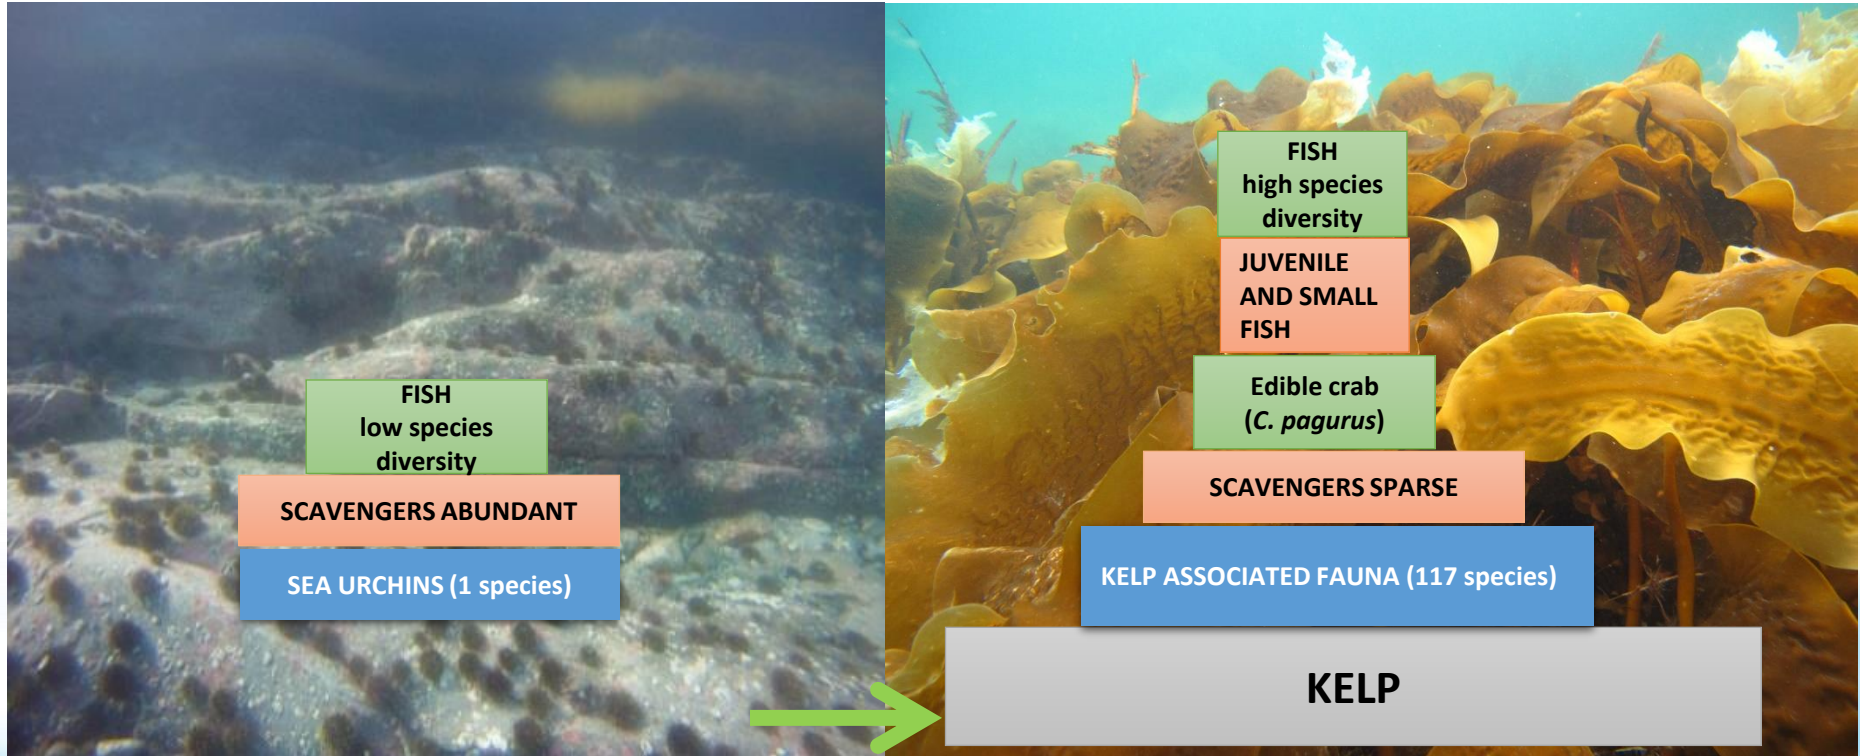 FISH
low species
diversity
SCAVENGERS ABUNDANT
SEA URCHINS (1 species)
FISH
high species
diversity
JUVENILE
AND SMALL
FISH
Edible crab
(C. pagurus)
SCAVENGERS SPARSE
KELP ASSOCIATED FAUNA (117 species)
KELP